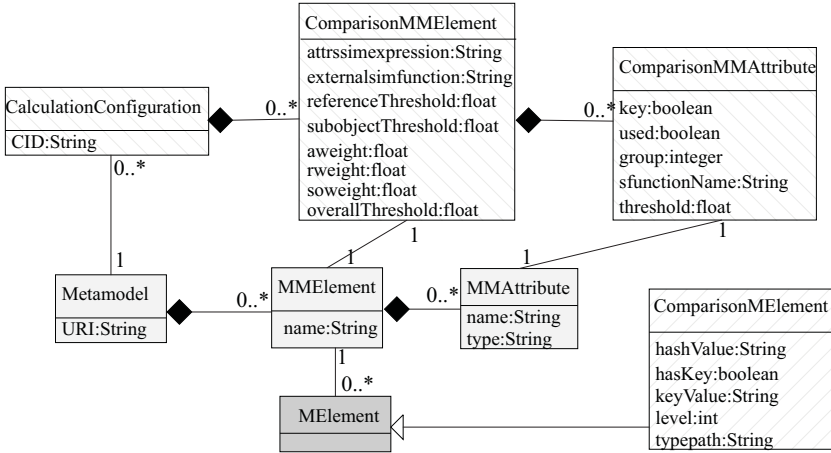 ComparisonMMElement
attrssimexpression:String
externalsimfunction:String
referenceThreshold:float
subobjectThreshold:float
aweight:float
rweight:float
soweight:float
overallThreshold:float
ComparisonMMAttribute
key:boolean
used:boolean
group:integer
sfunctionName:String
threshold:float
CalculationConfiguration
CID:String
0..*
0..*
0..*
1
1
1
1
1
Metamodel
URI:String
0..*
MMElement
name:String
0..*
MMAttribute
name:String
type:String
1
0..*
MElement
ComparisonMElement
hashValue:String
hasKey:boolean
keyValue:String
level:int
typepath:String